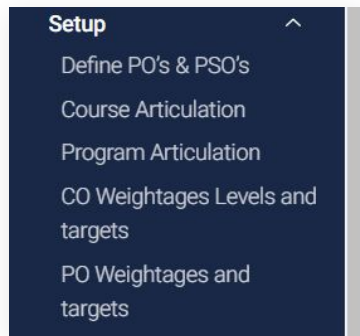 Setup
Define PO’s & PSO’s
Course Articulation
Program Articulation
CO Weightages Levels and
targets
PO Weightages and
targets